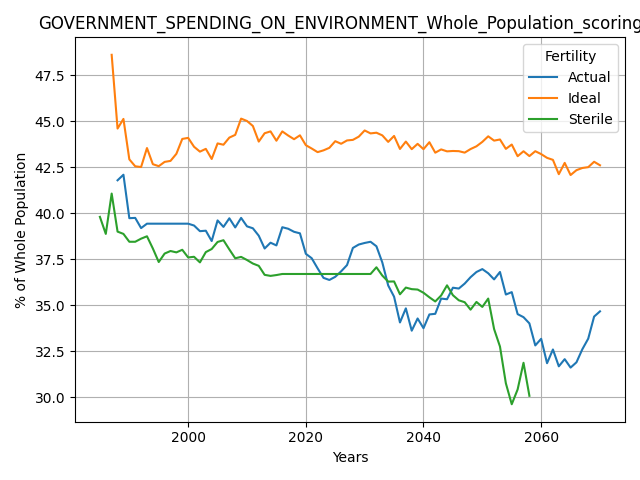 GOVERNMENT_SPENDING_ON_ENVIRONMENT_Whole_Population_scoring
Fertility
Actual
Ideal
Sterile
% of Whole Population
47.5
45.0
42.5
40.0
37.5
35.0
32.5
30.0
2000
2020
2040
2060
Years